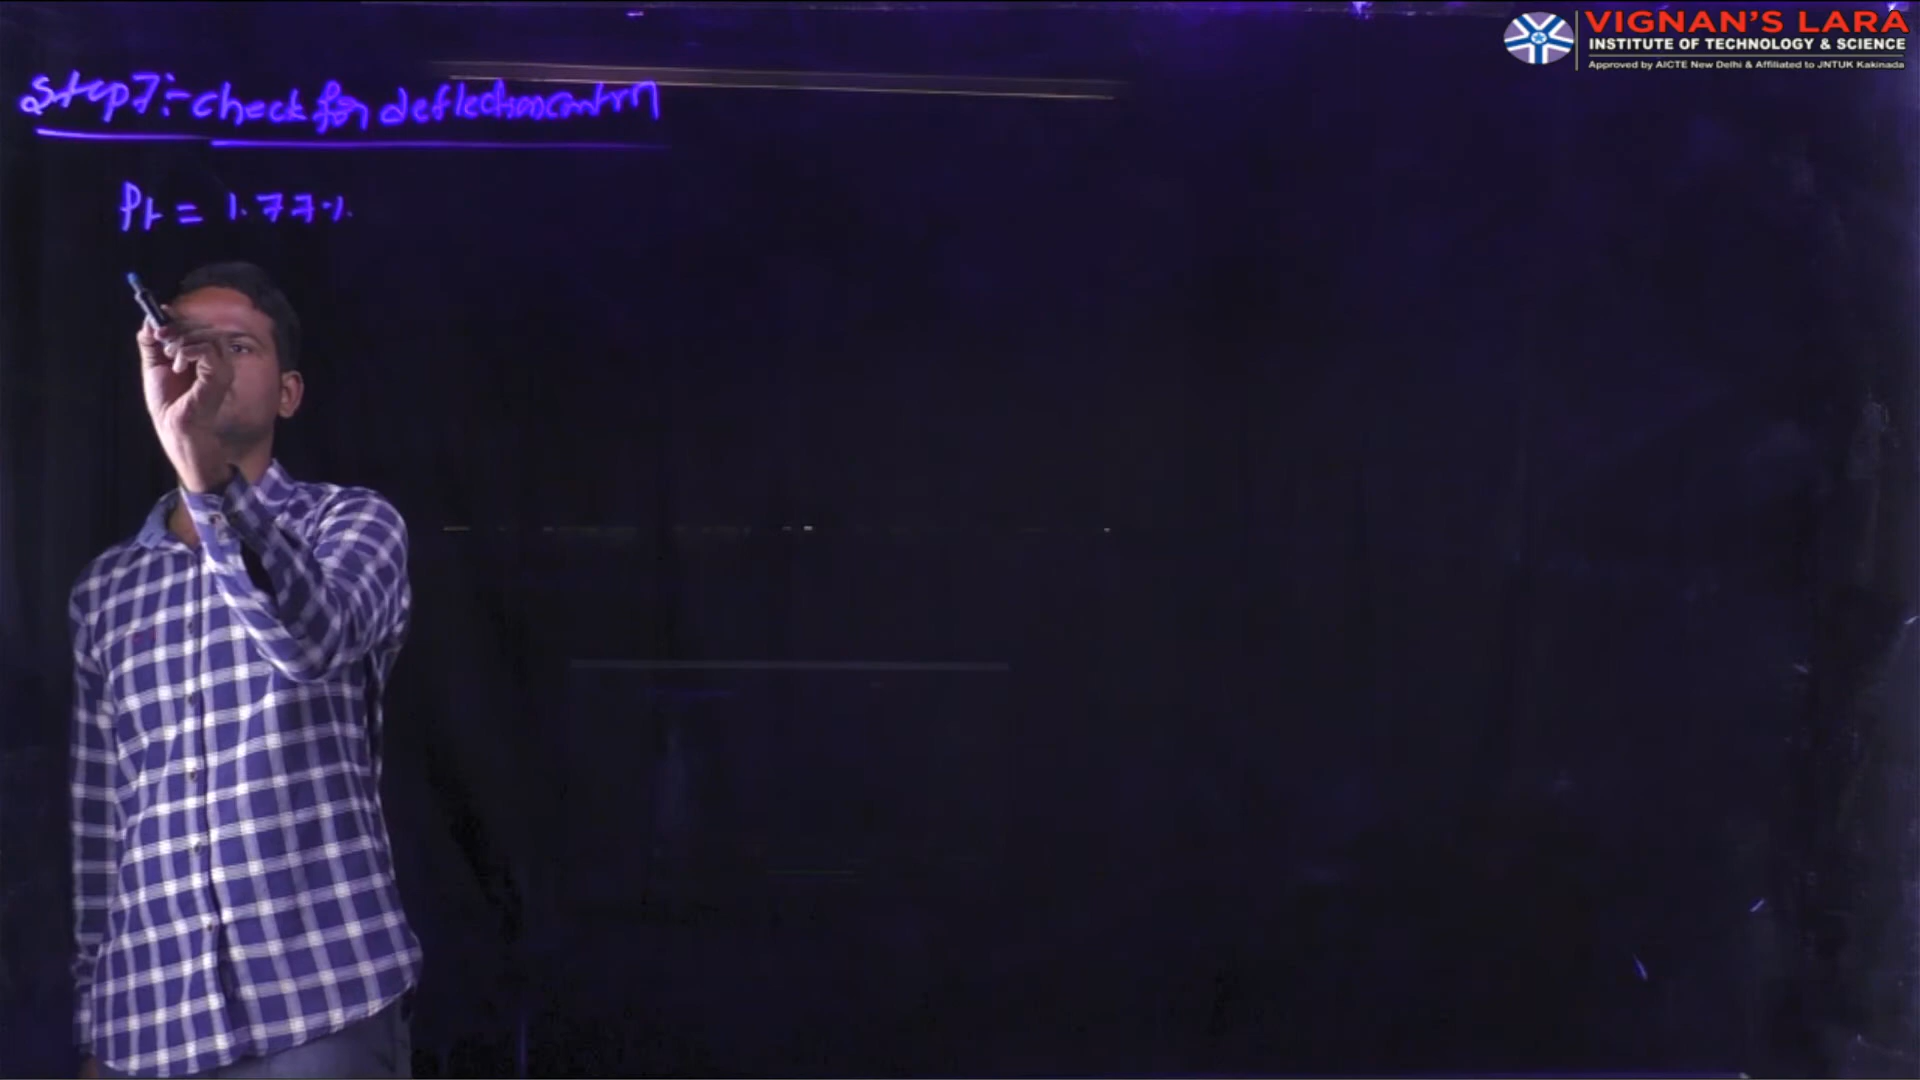 VIGNAN'S LARA
INSTITUTE OF TECHNOLOGY & SCIENCE
Approved by AICTE New Delhi & Affiliated to JNTUK Kakinada
Step7:- check for deflection control
Pt = 1.77%